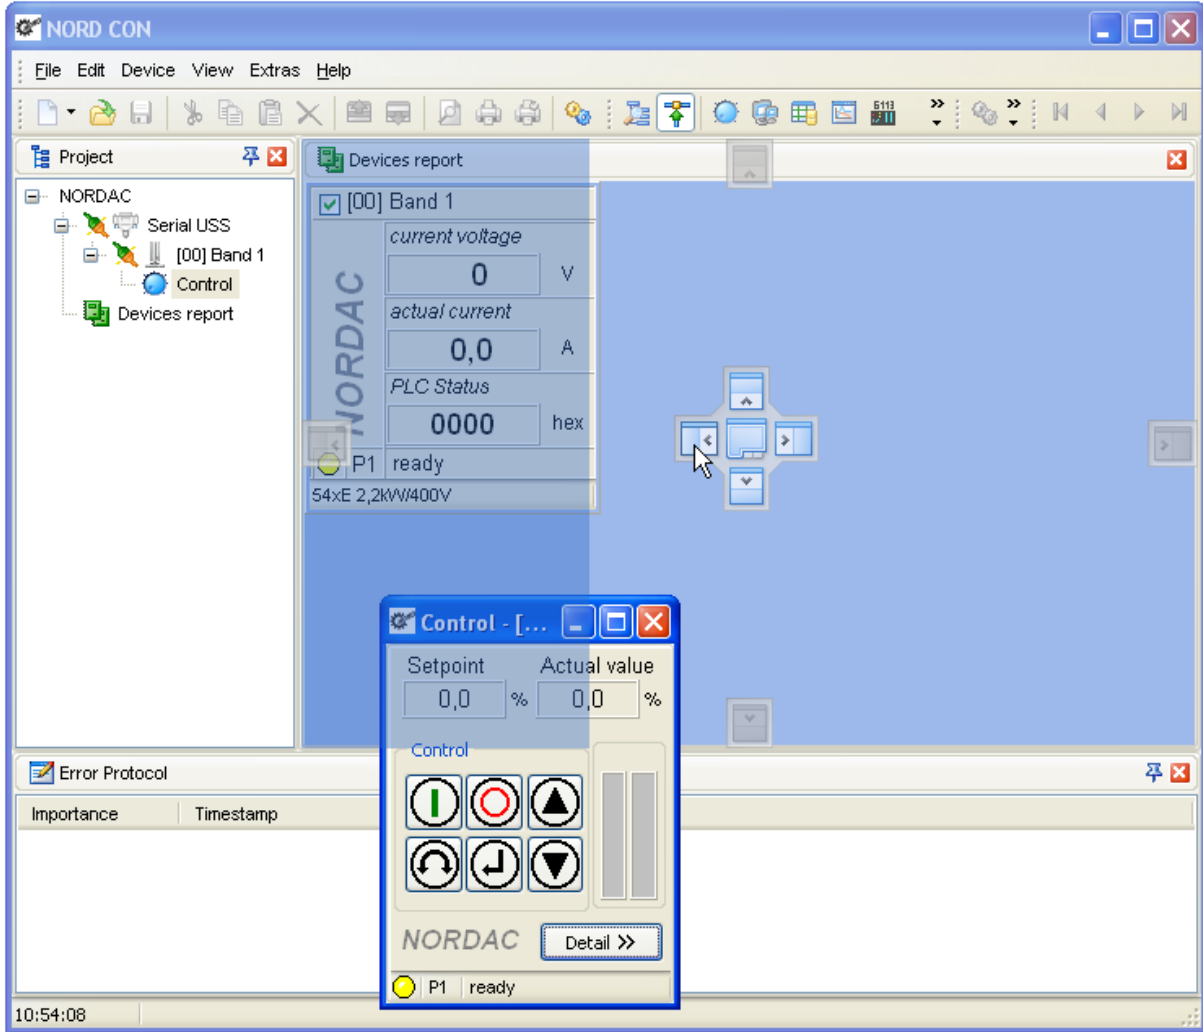 NORD CON
File Edit Device View Extras Help
6113
Project
Devices report
NORDAC
Serial USS
[00] Band 1
Control
Devices report
[00] Band 1
NORDAC
current voltage
0 V
actual current
0,0 A
PLC Status
0000 hex
P1 ready
54xE 2,2kW/400V
Control - [...
Setpoint Actual value
0,0 % 0,0 %
Control
NORDAC Detail >>
P1 ready
Error Protocol
Importance Timestamp
10:54:08